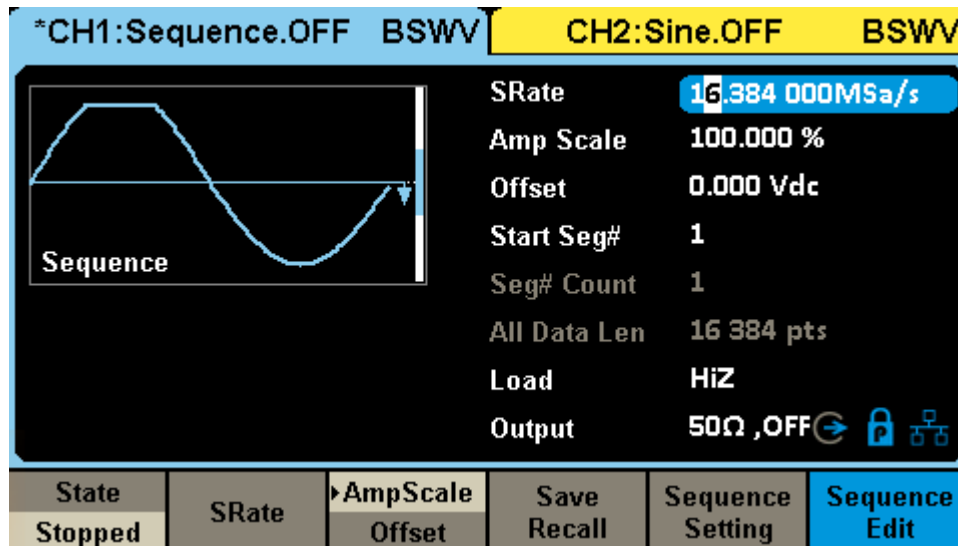 *CH1:Sequence.OFF BSWV CH2:Sine.OFF BSWV
Sequence
SRate 16.384 000MSa/s
Amp Scale 100.000 %
Offset 0.000 Vdc
Start Seg# 1
Seg# Count 1
All Data Len 16 384 pts
Load HiZ
Output 50Ω ,OFF P
State
Stopped
SRate
AmpScale
Offset
Save
Recall
Sequence
Setting
Sequence
Edit